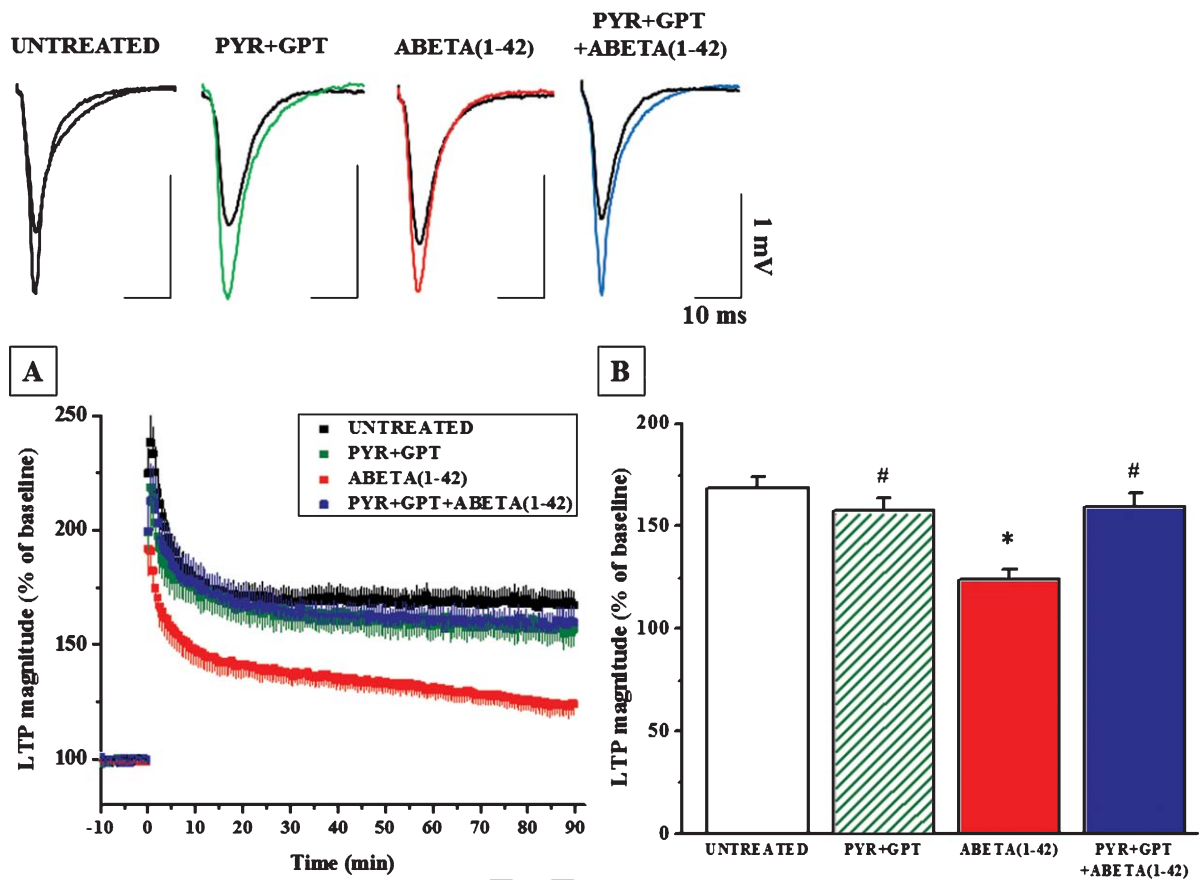 UNTREATED
PYR+GPT
ABETA(1-42)
PYR+GPT
+ABETA(1-42)
1 mV
10 ms
A
LTP magnitude (% of baseline)
250
200
150
100
UNTREATED
PYR+GPT
ABETA(1-42)
PYR+GPT+ABETA(1-42)
-10 0 10 20 30 40 50 60 70 80 90
Time (min)
B
LTP magnitude (% of baseline)
200
150
100
50
0
#
*
#
UNTREATED
PYR+GPT
ABETA(1-42)
PYR+GPT
+ABETA(1-42)